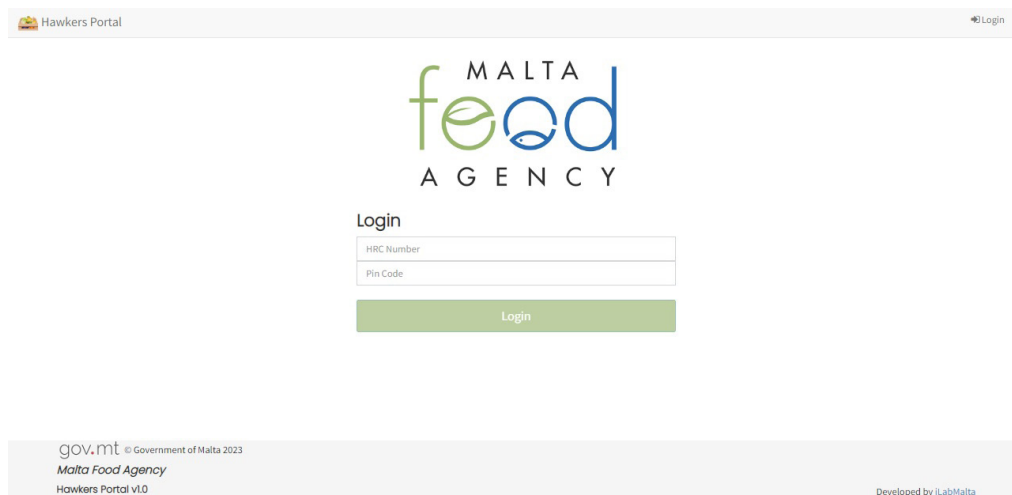 Hawkers Portal
Login
MALTA
food
AGENCY
Login
HRC Number
Pin Code
Login
gov.mt © Government of Malta 2023
Malta Food Agency
Hawkers Portal v1.0
Developed by iLabMalta